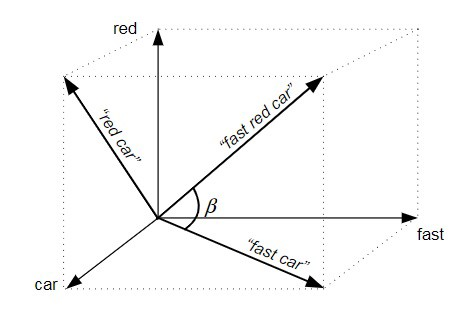 red
"red car"
"fast red car"
β
fast
"fast car"
car